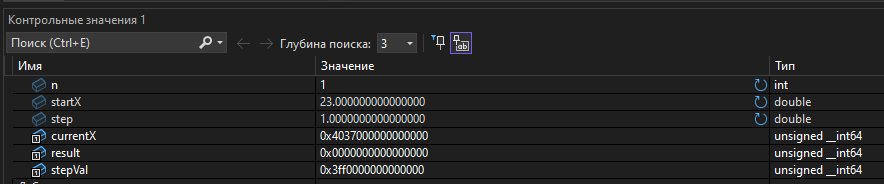 Контрольные значения 1
Поиск (Ctrl+E) Глубина поиска: 3
Имя Значение Тип
n 1 int
startX 23.000000000000000 double
step 1.0000000000000000 double
currentX 0x4037000000000000 unsigned __int64
result 0x0000000000000000 unsigned __int64
stepVal 0x3ff0000000000000 unsigned __int64